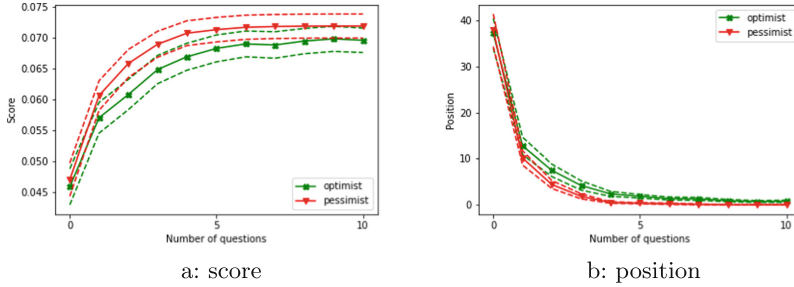 0.075
0.070
0.065
0.060
0.055
0.050
0.045
Score
optimist
pessimist
0
5
10
Number of questions
a: score
40
30
20
10
0
Position
optimist
pessimist
0
5
10
Number of questions
b: position